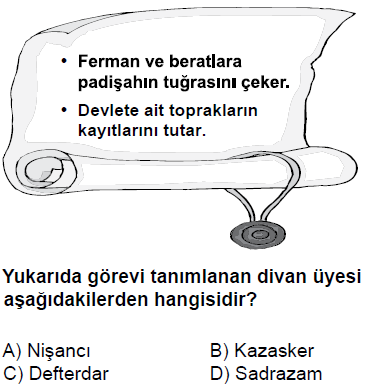 • Ferman ve beratlara
padişahın tuğrasını çeker.
• Devlete ait toprakların
kayıtlarını tutar.
Yukarıda görevi tanımlanan divan üyesi
aşağıdakilerden hangisidir?
A) Nişancı B) Kazasker
C) Defterdar D) Sadrazam